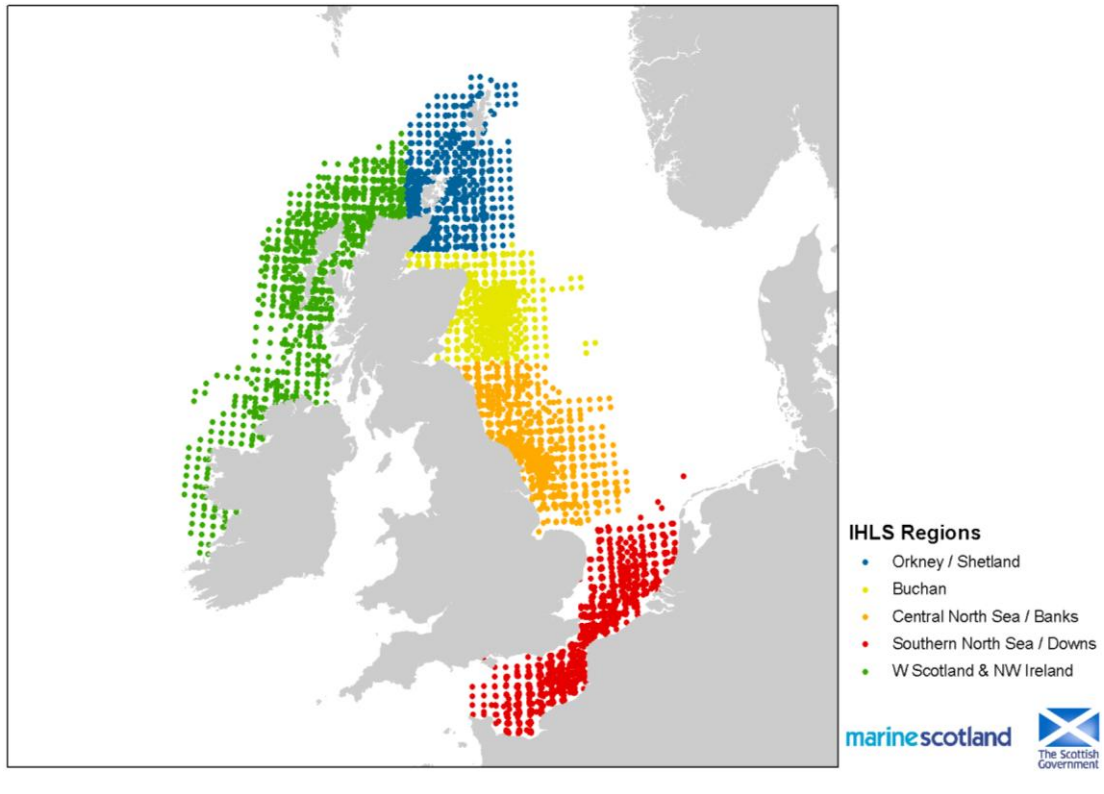 IHLS Regions
Orkney / Shetland
Buchan
Central North Sea / Banks
Southern North Sea / Downs
W Scotland & NW Ireland
marinescotland
The Scottish
Government